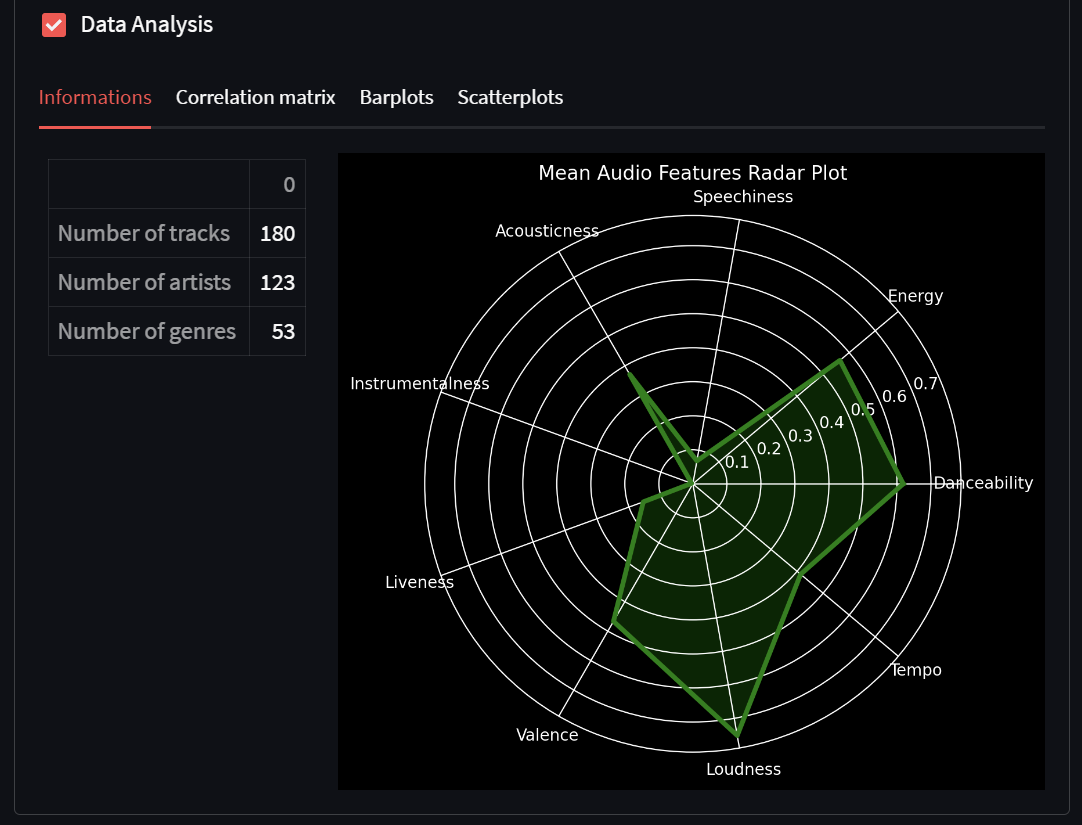 Data Analysis
Informations Correlation matrix Barplots Scatterplots
0
Number of tracks 180
Number of artists 123
Number of genres 53
Mean Audio Features Radar Plot
Speechiness
Acousticness
Energy
Instrumentalness
0.7
0.6
0.5
0.4
0.3
0.2
0.1
Danceability
Liveness
Tempo
Valence
Loudness